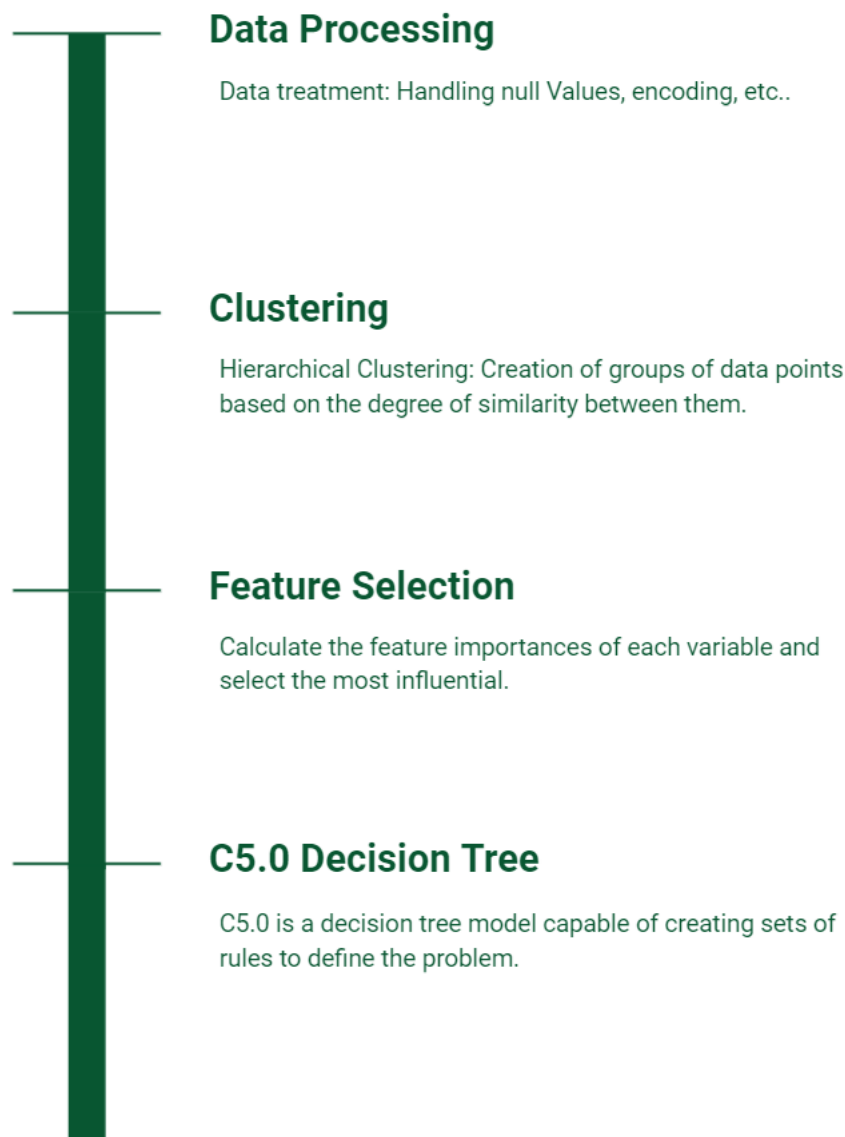 Data Processing
Data treatment: Handling null Values, encoding, etc..
Clustering
Hierarchical Clustering: Creation of groups of data points
based on the degree of similarity between them.
Feature Selection
Calculate the feature importances of each variable and
select the most influential.
C5.0 Decision Tree
C5.0 is a decision tree model capable of creating sets of
rules to define the problem.